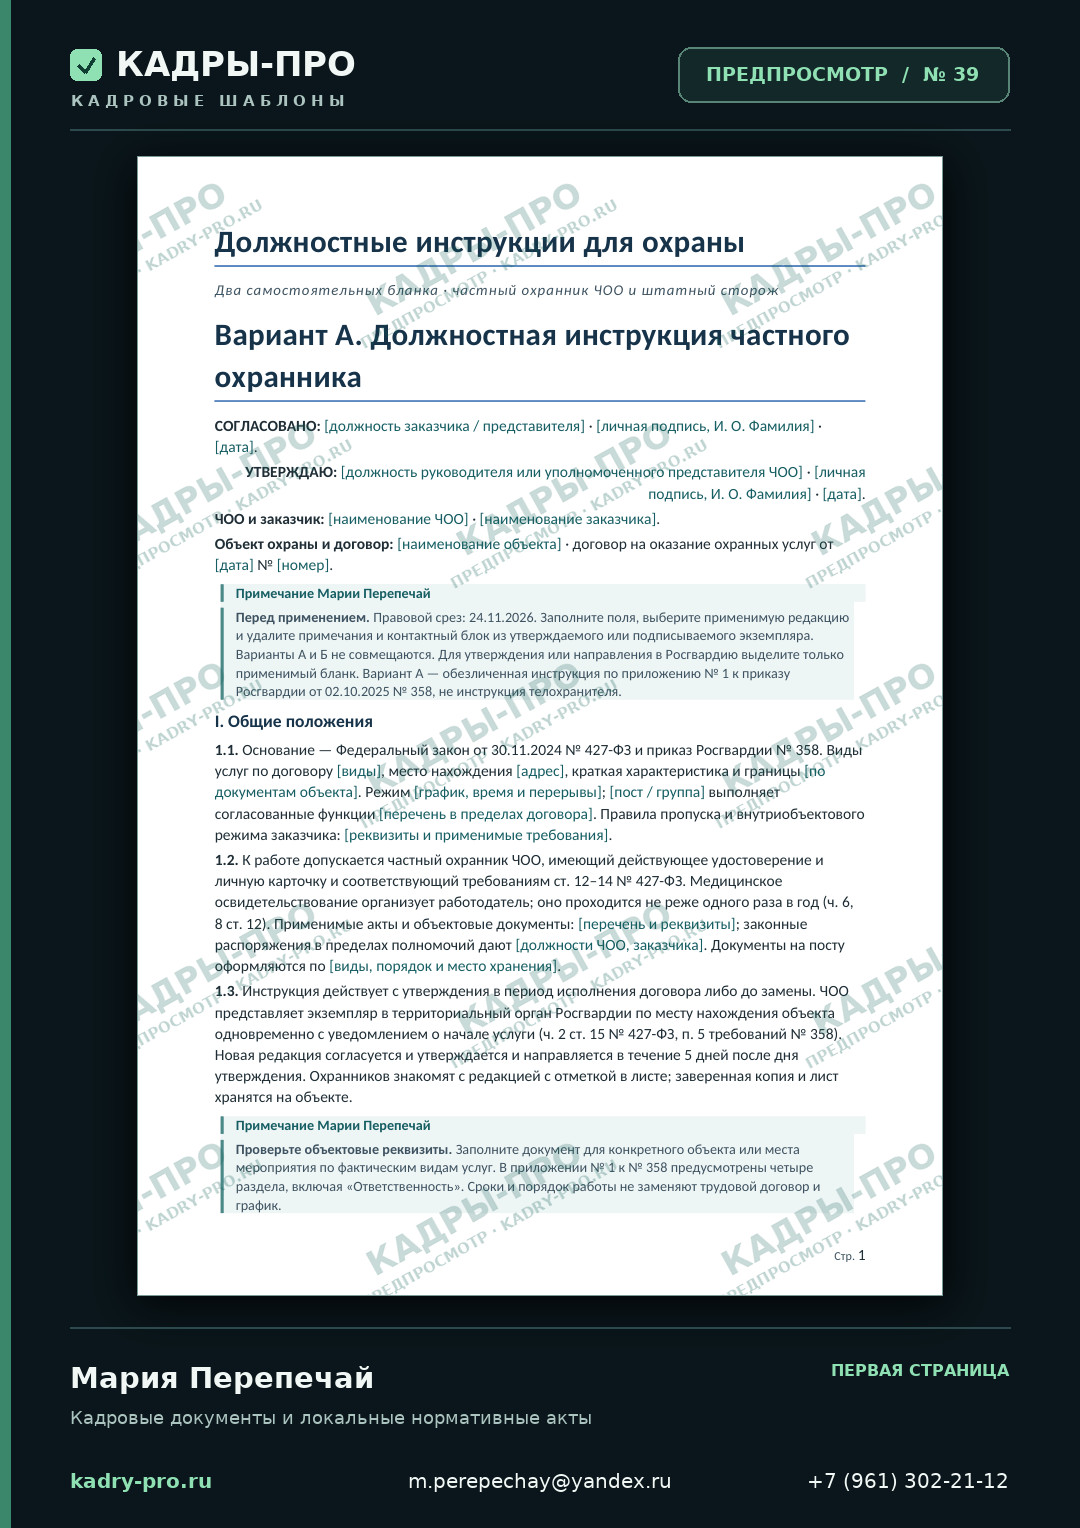 КАДРЫ-ПРО
КАДРОВЫЕ ШАБЛОНЫ
ПРЕДПРОСМОТР / № 39
Должностные инструкции для охраны
Два самостоятельных бланка · частный охранник ЧОО и штатный сторож
Вариант А. Должностная инструкция частного
охранника
СОГЛАСОВАНО: [должность заказчика / представителя] · [личная подпись, И. О. Фамилия] ·
[дата].
УТВЕРЖДАЮ: [должность руководителя или уполномоченного представителя ЧОО] · [личная
подпись, И. О. Фамилия] · [дата].
ЧОО и заказчик: [наименование ЧОО] · [наименование заказчика].
Объект охраны и договор: [наименование объекта] · договор на оказание охранных услуг от
[дата] № [номер].
Примечание Марии Перепечай
Перед применением. Правовой срез: 24.11.2026. Заполните поля, выберите применимую редакцию
и удалите примечания и контактный блок из утверждаемого или подписываемого экземпляра.
Варианты А и Б не совмещаются. Для утверждения или направления в Росгвардию выделите только
применимый бланк. Вариант А — обезличенная инструкция по приложению № 1 к приказу
Росгвардии от 02.10.2025 № 358, не инструкция телохранителя.
I. Общие положения
1.1. Основание — Федеральный закон от 30.11.2024 № 427-ФЗ и приказ Росгвардии № 358. Виды
услуг по договору [виды], место нахождения [адрес], краткая характеристика и границы [по
документам объекта]. Режим [график, время и перерывы]; [пост / группа] выполняет
согласованные функции [перечень в пределах договора]. Правила пропуска и внутриобъектового
режима заказчика: [реквизиты и применимые требования].
1.2. К работе допускается частный охранник ЧОО, имеющий действующее удостоверение и
личную карточку и соответствующий требованиям ст. 12–14 № 427-ФЗ. Медицинское
освидетельствование организует работодатель; оно проходится не реже одного раза в год (ч. 6,
8 ст. 12). Применимые акты и объектовые документы: [перечень и реквизиты]; законные
распоряжения в пределах полномочий дают [должности ЧОО, заказчика]. Документы на посту
оформляются по [виды, порядок и место хранения].
1.3. Инструкция действует с утверждения в период исполнения договора либо до замены. ЧОО
представляет экземпляр в территориальный орган Росгвардии по месту нахождения объекта
одновременно с уведомлением о начале услуги (ч. 2 ст. 15 № 427-ФЗ, п. 5 требований № 358).
Новая редакция согласуется и утверждается и направляется в течение 5 дней после дня
утверждения. Охранников знакомят с редакцией с отметкой в листе; заверенная копия и лист
хранятся на объекте.
Примечание Марии Перепечай
Проверьте объектовые реквизиты. Заполните документ для конкретного объекта или места
мероприятия по фактическим видам услуг. В приложении № 1 к № 358 предусмотрены четыре
раздела, включая «Ответственность». Сроки и порядок работы не заменяют трудовой договор и
график.
Стр. 1
Мария Перепечай
ПЕРВАЯ СТРАНИЦА
Кадровые документы и локальные нормативные акты
kadry-pro.ru
m.perepechay@yandex.ru
+7 (961) 302-21-12